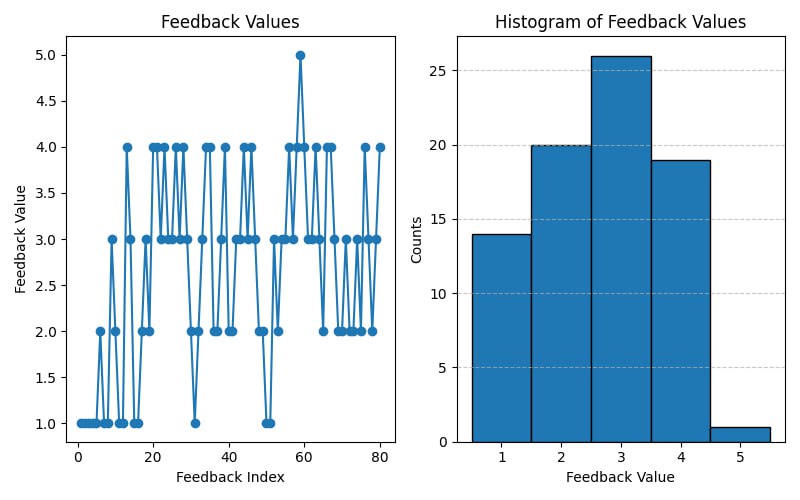 Feedback Values
5.0
4.5
4.0
3.5
3.0
2.5
2.0
1.5
1.0
Feedback Value
0 20 40 60 80
Feedback Index
Histogram of Feedback Values
25
20
15
10
5
0
Counts
1 2 3 4 5
Feedback Value